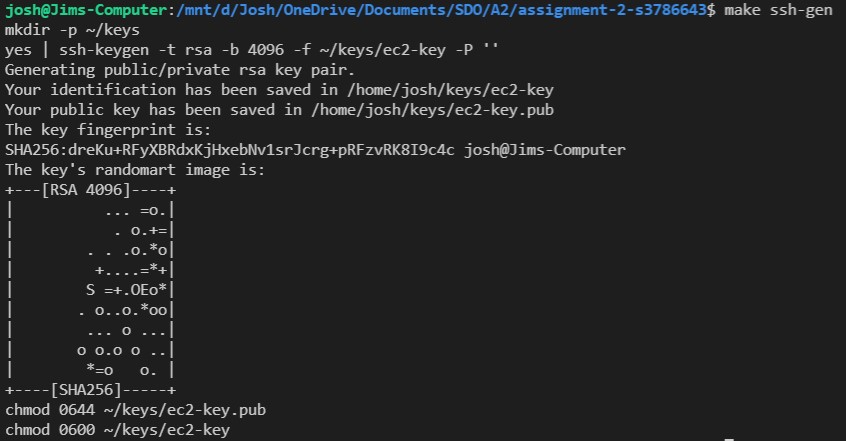 josh@Jims-Computer:/mnt/d/Josh/OneDrive/Documents/SDO/A2/assignment-2-s3786643$ make ssh-gen
mkdir -p ~/keys
yes | ssh-keygen -t rsa -b 4096 -f ~/keys/ec2-key -P ''
Generating public/private rsa key pair.
Your identification has been saved in /home/josh/keys/ec2-key
Your public key has been saved in /home/josh/keys/ec2-key.pub
The key fingerprint is:
SHA256:dreKu+RFyXBRdxKjHxebNv1srJcrg+pRFzvRK8I9c4c josh@Jims-Computer
The key's randomart image is:
+---[RSA 4096]----+
|          ... =o.|
|           . o.+=|
|        . . .o.*o|
|         +....=*+|
|        S =+.OEo*|
|       . o..o.*oo|
|        ... o ...|
|       o o.o o ..|
|        *=o   o. |
+----[SHA256]-----+
chmod 0644 ~/keys/ec2-key.pub
chmod 0600 ~/keys/ec2-key